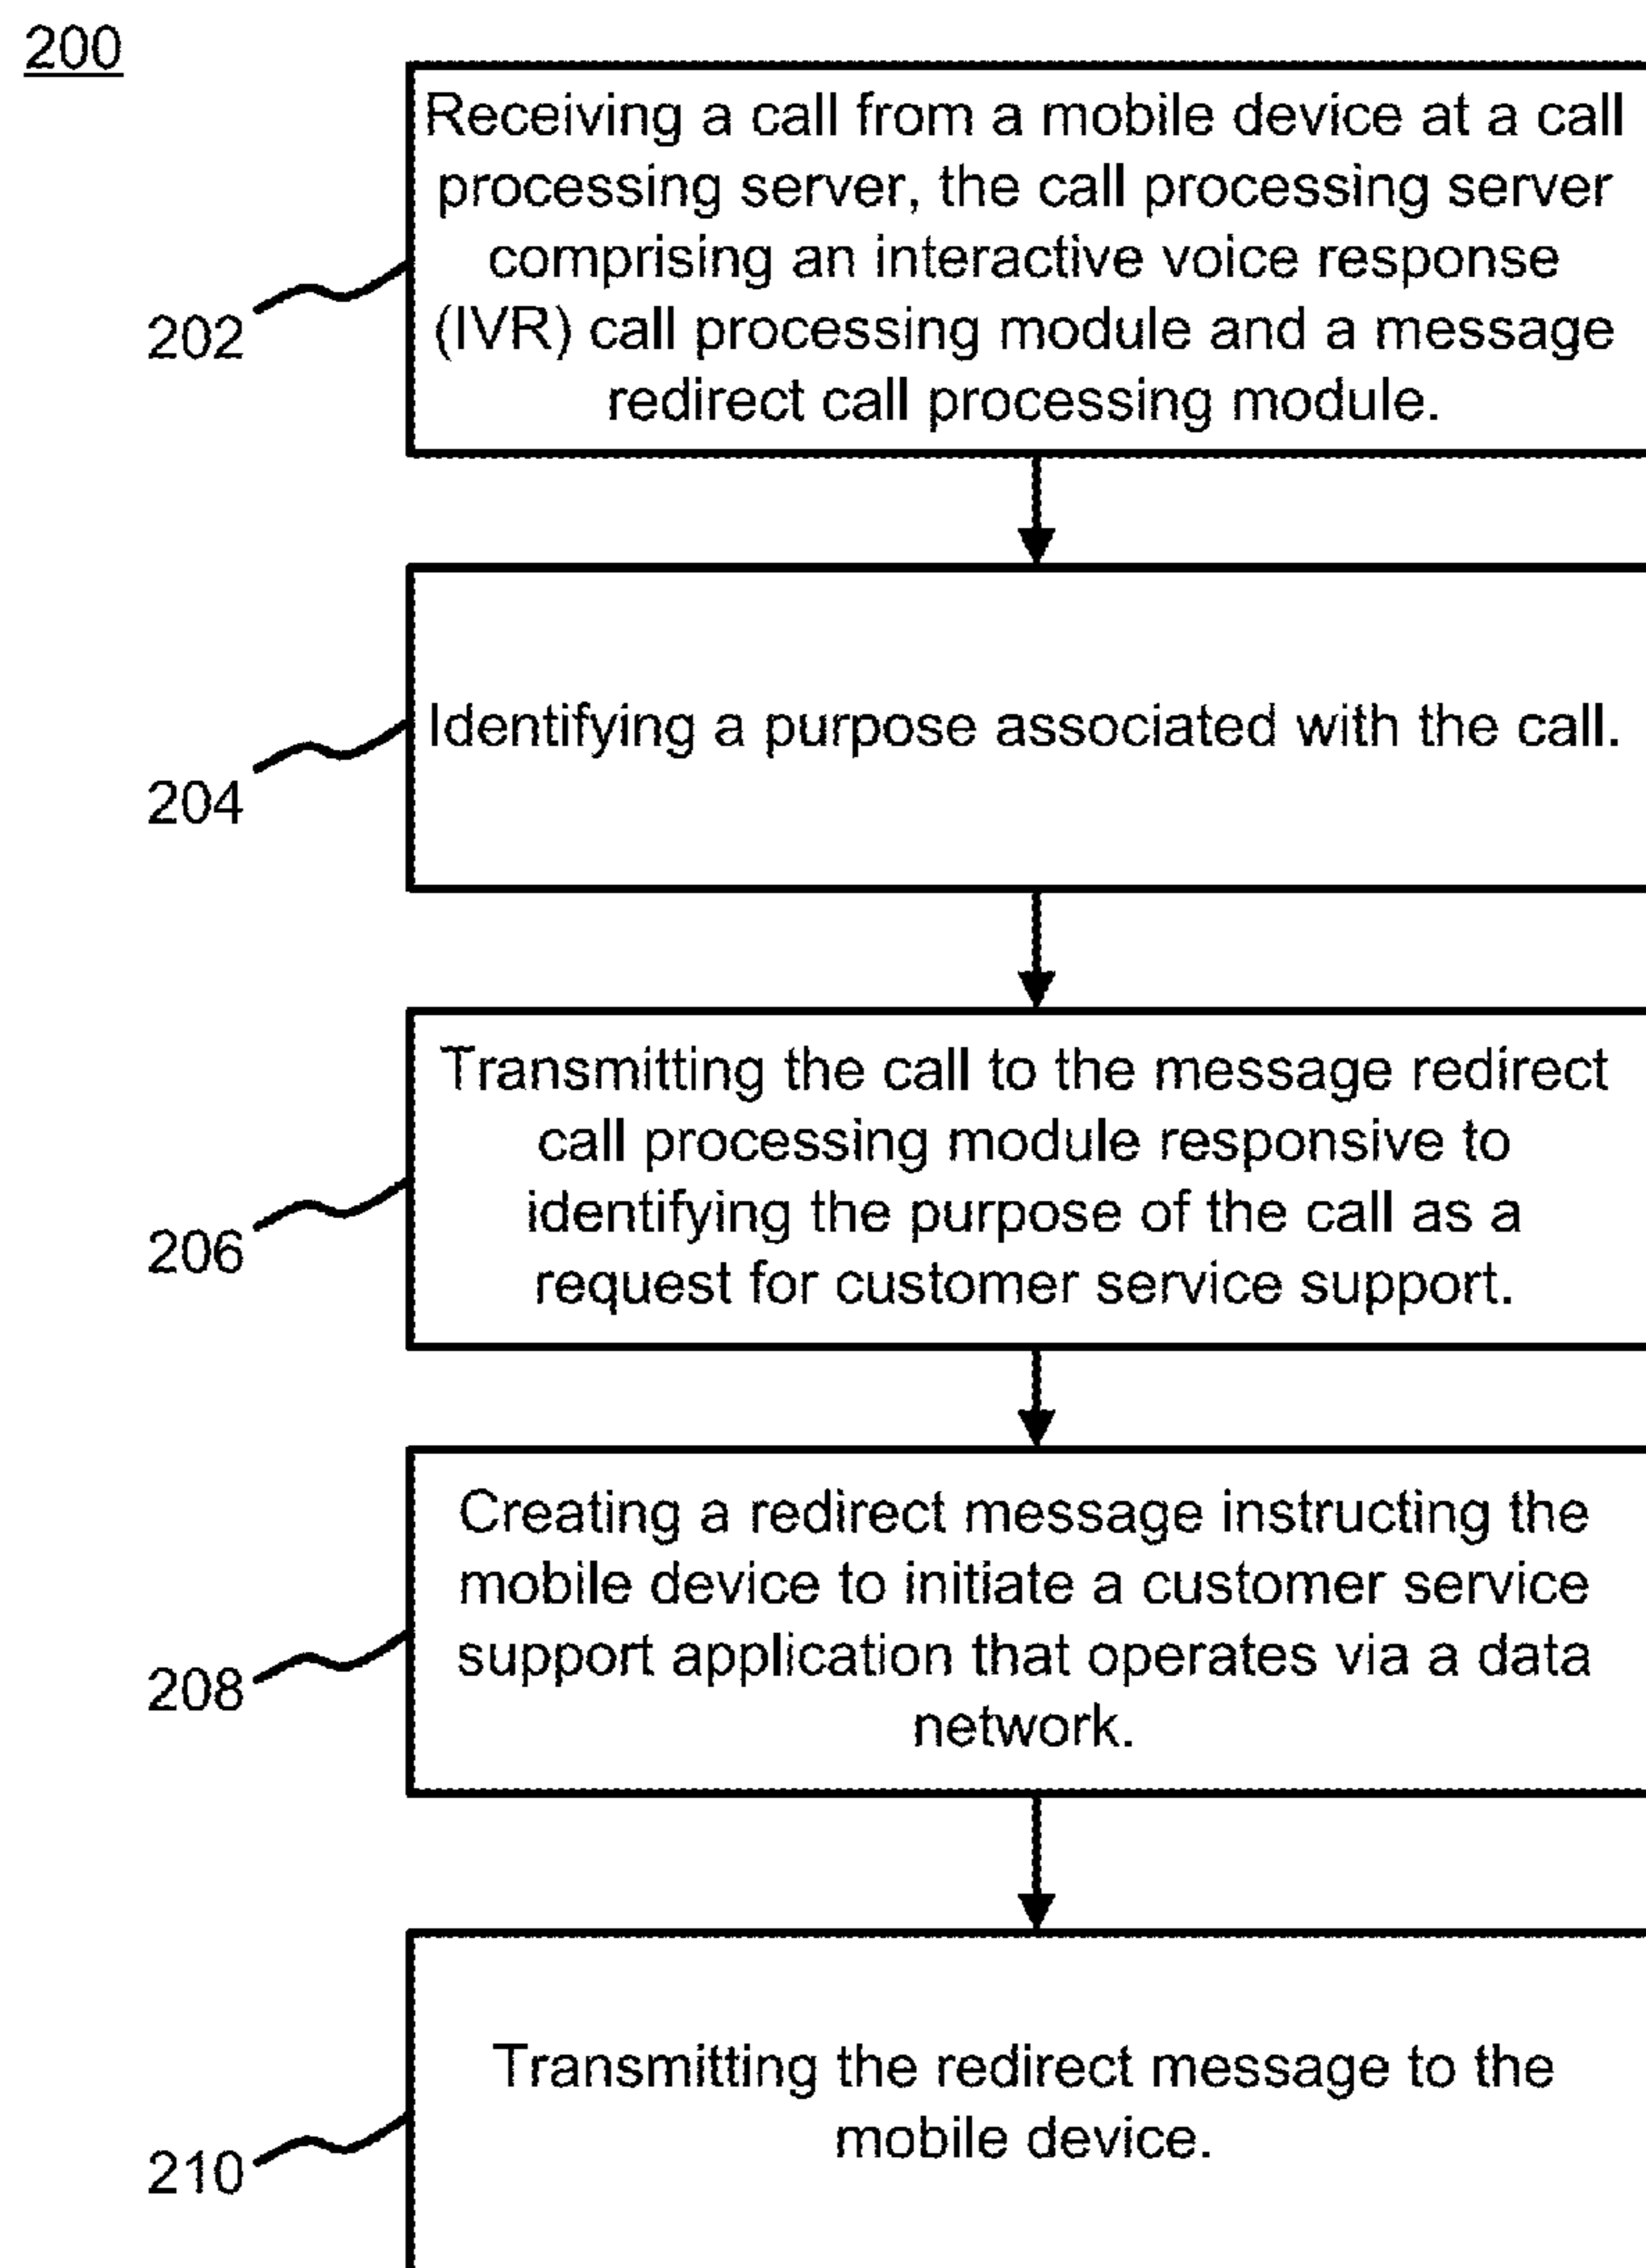 200
Receiving a call from a mobile device at a call
processing server, the call processing server
comprising an interactive voice response
(IVR) call processing module and a message
redirect call processing module.
202
Identifying a purpose associated with the call.
204
Transmitting the call to the message redirect
call processing module responsive to
identifying the purpose of the call as a
request for customer service support.
206
Creating a redirect message instructing the
mobile device to initiate a customer service
support application that operates via a data
network.
208
Transmitting the redirect message to the
mobile device.
210